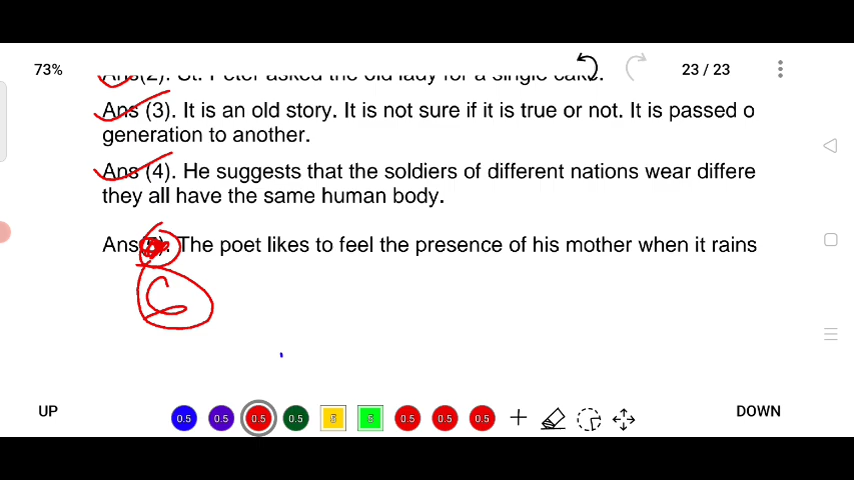 73%
23 / 23
Ans(2). St. Peter asked the old lady for a single cake.
Ans (3). It is an old story. It is not sure if it is true or not. It is passed o
generation to another.
Ans (4). He suggests that the soldiers of different nations wear differe
they all have the same human body.
Ans The poet likes to feel the presence of his mother when it rains
UP
0.5 0.5 0.5 0.5 5 5 0.5 0.5 0.5
DOWN